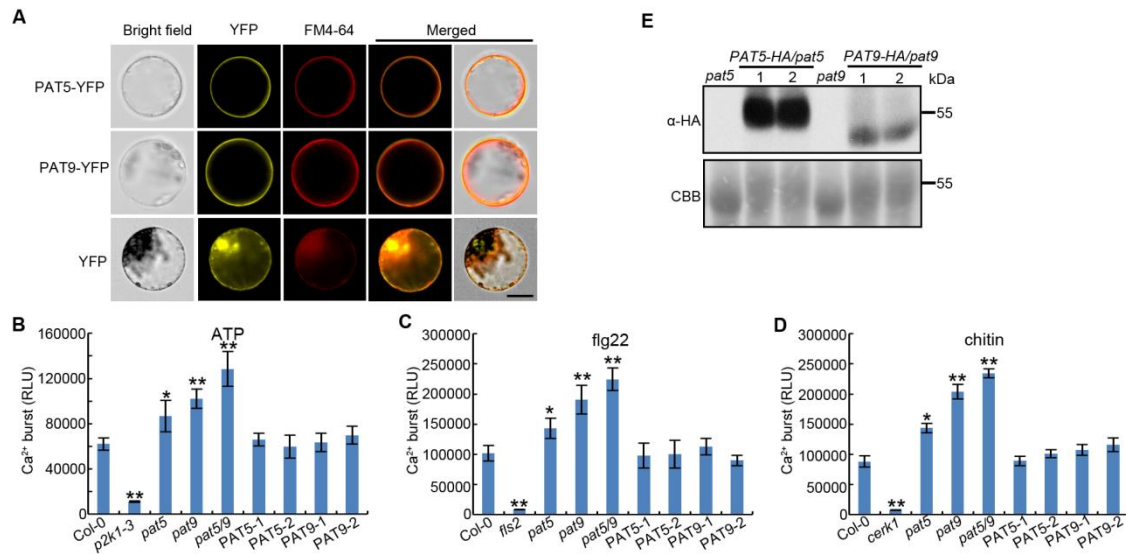 A
Bright field YFP FM4-64 Merged
PAT5-YFP
PAT9-YFP
YFP
E
PAT5-HA/pat5 PAT9-HA/pat9
pat5 1 2 pat9 1 2 kDa
α-HA
55
CBB
55
B
ATP
Ca²⁺ burst (RLU)
160000
120000
80000
40000
0
** * ** **
Col-0 p2k1-3 pat5 pat9 pat5/9 PAT5-1 PAT5-2 PAT9-1 PAT9-2
C
flg22
Ca²⁺ burst (RLU)
300000
250000
200000
150000
100000
50000
0
** * ** **
Col-0 fls2 pat5 pat9 pat5/9 PAT5-1 PAT5-2 PAT9-1 PAT9-2
D
chitin
Ca²⁺ burst (RLU)
300000
250000
200000
150000
100000
50000
0
** * ** **
Col-0 cerk1 pat5 pat9 pat5/9 PAT5-1 PAT5-2 PAT9-1 PAT9-2